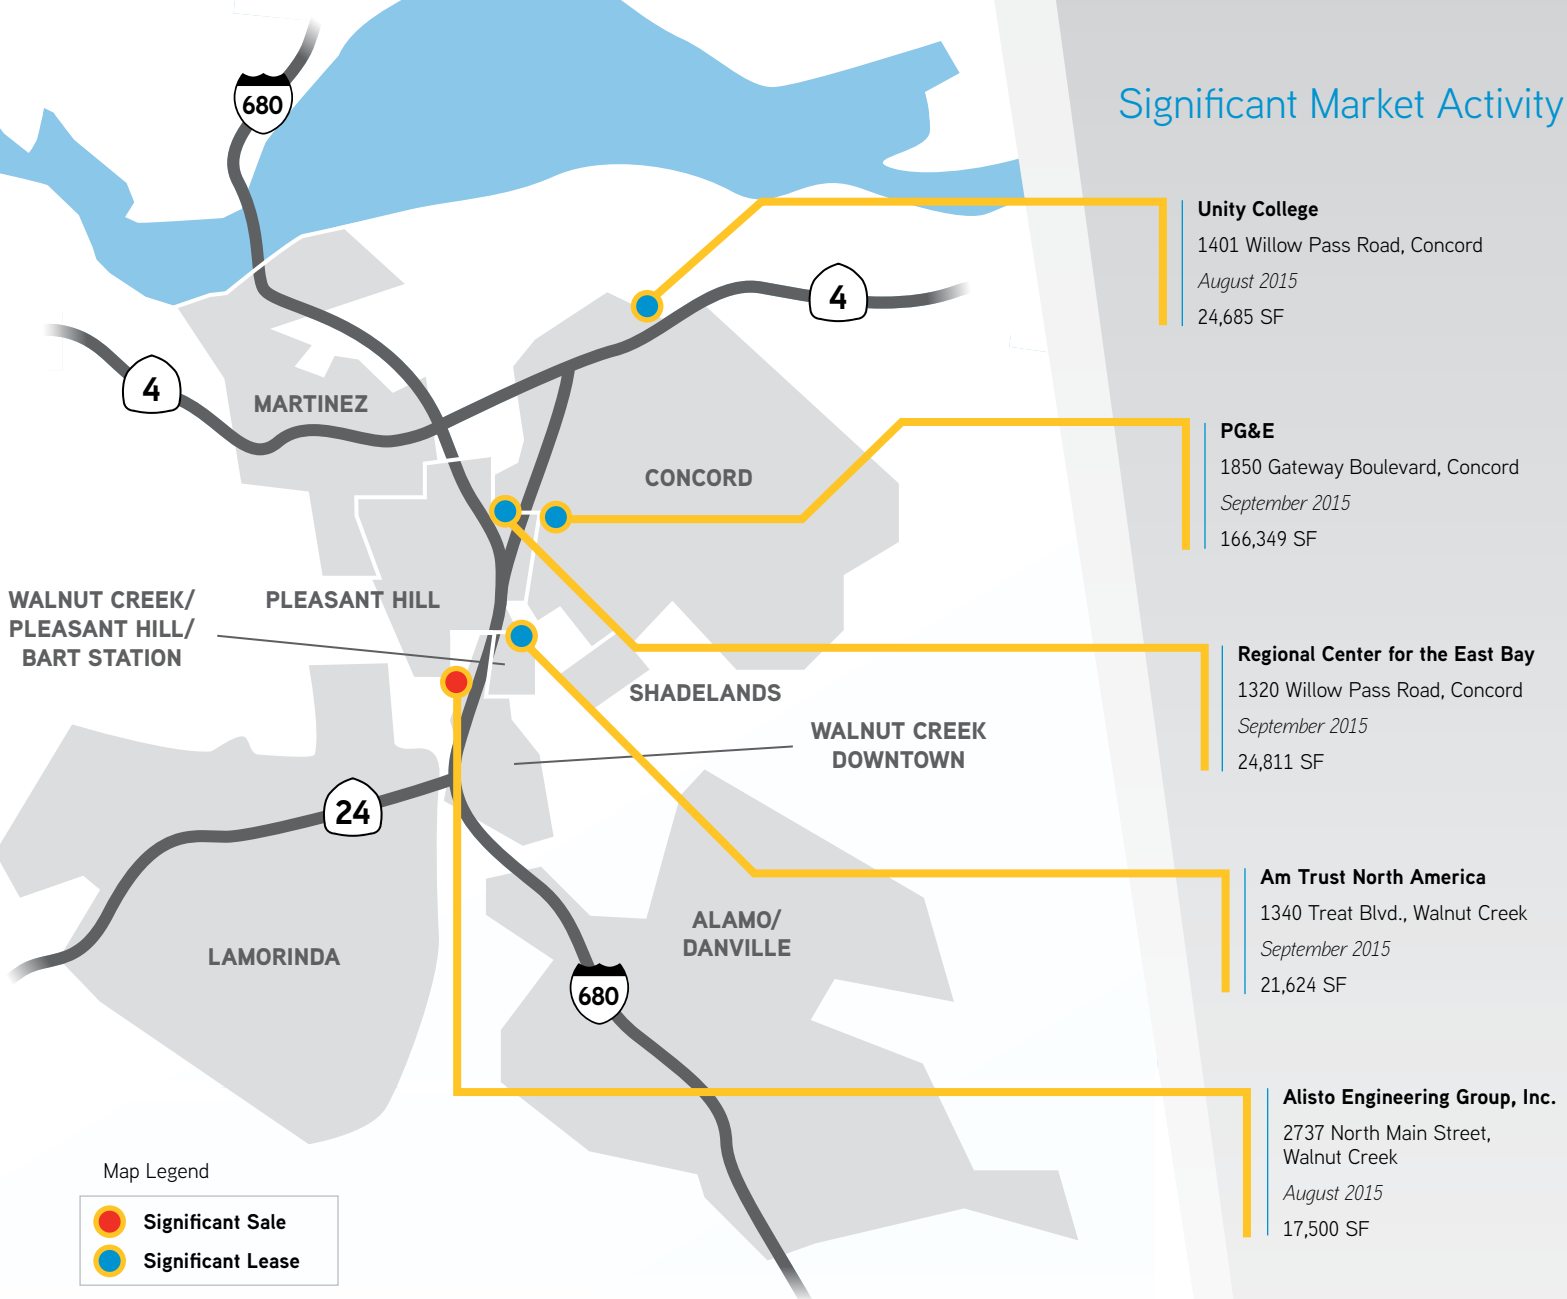 680
Significant Market Activity
Unity College
1401 Willow Pass Road, Concord
August 2015
24,685 SF
4
4
MARTINEZ
CONCORD
PG&E
1850 Gateway Boulevard, Concord
September 2015
166,349 SF
WALNUT CREEK/
PLEASANT HILL/
BART STATION
PLEASANT HILL
SHADELANDS
WALNUT CREEK
DOWNTOWN
Regional Center for the East Bay
1320 Willow Pass Road, Concord
September 2015
24,811 SF
24
LAMORINDA
ALAMO/
DANVILLE
680
Am Trust North America
1340 Treat Blvd., Walnut Creek
September 2015
21,624 SF
Alisto Engineering Group, Inc.
2737 North Main Street,
Walnut Creek
August 2015
17,500 SF
Map Legend
Significant Sale
Significant Lease